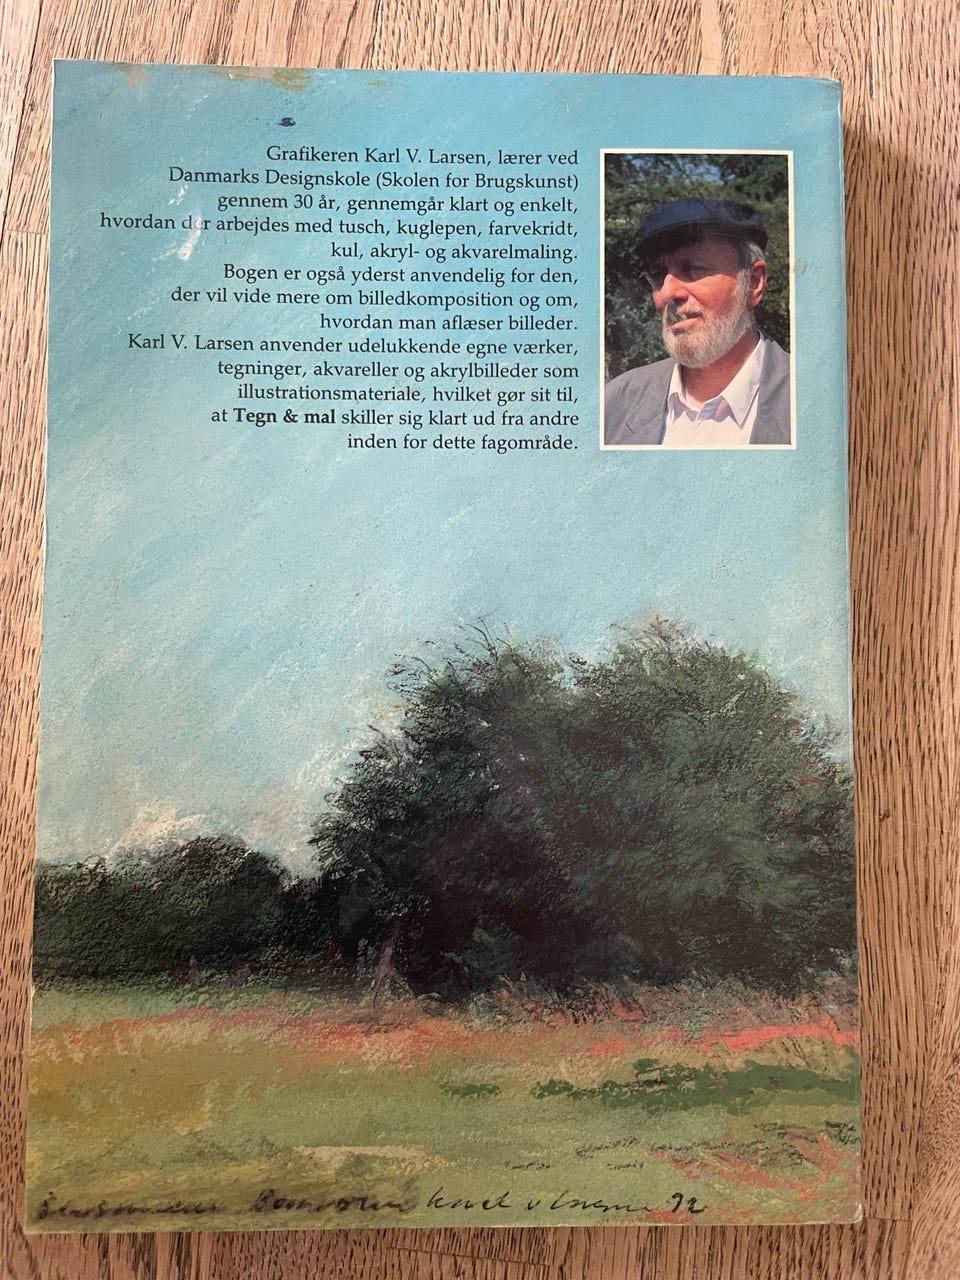 Grafikeren Karl V. Larsen, lærer ved
Danmarks Designskole (Skolen for Brugskunst)
gennem 30 år, gennemgår klart og enkelt,
hvordan der arbejdes med tusch, kuglepen, farvekridt,
kul, akryl- og akvarelmaling.
Bogen er også yderst anvendelig for den,
der vil vide mere om billedkomposition og om,
hvordan man aflæser billeder.
Karl V. Larsen anvender udelukkende egne værker,
tegninger, akvareller og akrylbilleder som
illustrationsmateriale, hvilket gør sit til,
at Tegn & mal skiller sig klart ud fra andre
inden for dette fagområde.
Karl V Larsen 92